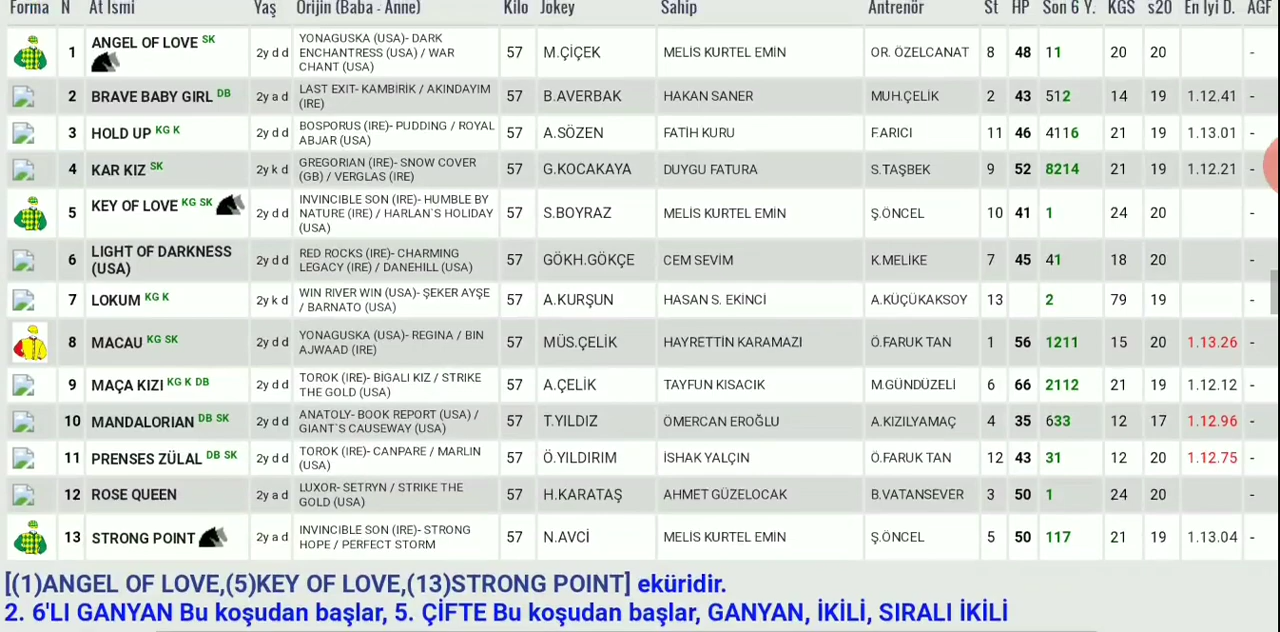 Forma N At İsmi Yaş Orijin (Baba - Anne) Kilo Jokey Sahip Antrenör St HP Son 6 Y. KGS s20 En İyi D. AGF
1 ANGEL OF LOVE SK 2y d d YONAGUSKA (USA)- DARK ENCHANTRESS (USA) / WAR CHANT (USA) 57 M.ÇİÇEK MELİS KURTEL EMİN OR. ÖZELCANAT 8 48 11 20 20 -
2 BRAVE BABY GIRL DB 2y a d LAST EXIT- KAMBİRİK / AKINDAYIM (IRE) 57 B.AVERBAK HAKAN SANER MUH.ÇELİK 2 43 512 14 19 1.12.41 -
3 HOLD UP KG K 2y d d BOSPORUS (IRE)- PUDDING / ROYAL ABJAR (USA) 57 A.SÖZEN FATİH KURU F.ARICI 11 46 4116 21 19 1.13.01 -
4 KAR KIZ SK 2y k d GREGORIAN (IRE)- SNOW COVER (GB) / VERGLAS (IRE) 57 G.KOCAKAYA DUYGU FATURA S.TAŞBEK 9 52 8214 21 19 1.12.21 -
5 KEY OF LOVE KG SK 2y d d INVINCIBLE SON (IRE)- HUMBLE BY NATURE (IRE) / HARLAN`S HOLIDAY (USA) 57 S.BOYRAZ MELİS KURTEL EMİN Ş.ÖNCEL 10 41 1 24 20 -
6 LIGHT OF DARKNESS (USA) 2y d d RED ROCKS (IRE)- CHARMING LEGACY (IRE) / DANEHILL (USA) 57 GÖKH.GÖKÇE CEM SEVİM K.MELİKE 7 45 41 18 20 -
7 LOKUM KG K 2y k d WIN RIVER WIN (USA)- ŞEKER AYŞE / BARNATO (USA) 57 A.KURŞUN HASAN S. EKİNCİ A.KÜÇÜKAKSOY 13 2 79 19 -
8 MACAU KG SK 2y d d YONAGUSKA (USA)- REGINA / BIN AJWAAD (IRE) 57 MÜS.ÇELİK HAYRETTİN KARAMAZI Ö.FARUK TAN 1 56 1211 15 20 1.13.26 -
9 MAÇA KIZI KG K DB 2y d d TOROK (IRE)- BİGALI KIZ / STRIKE THE GOLD (USA) 57 A.ÇELİK TAYFUN KISACIK M.GÜNDÜZELİ 6 66 2112 21 19 1.12.12 -
10 MANDALORIAN DB SK 2y d d ANATOLY- BOOK REPORT (USA) / GIANT`S CAUSEWAY (USA) 57 T.YILDIZ ÖMERCAN EROĞLU A.KIZILYAMAÇ 4 35 633 12 17 1.12.96 -
11 PRENSES ZÜLAL DB SK 2y d d TOROK (IRE)- CANPARE / MARLIN (USA) 57 Ö.YILDIRIM İSHAK YALÇIN Ö.FARUK TAN 12 43 31 12 20 1.12.75 -
12 ROSE QUEEN 2y a d LUXOR- SETRYN / STRIKE THE GOLD (USA) 57 H.KARATAŞ AHMET GÜZELOCAK B.VATANSEVER 3 50 1 24 20 -
13 STRONG POINT 2y a d INVINCIBLE SON (IRE)- STRONG HOPE / PERFECT STORM 57 N.AVCİ MELİS KURTEL EMİN Ş.ÖNCEL 5 50 117 21 19 1.13.04 -
[(1)ANGEL OF LOVE,(5)KEY OF LOVE,(13)STRONG POINT] eküridir.
2. 6'LI GANYAN Bu koşudan başlar, 5. ÇİFTE Bu koşudan başlar, GANYAN, İKİLİ, SIRALI İKİLİ